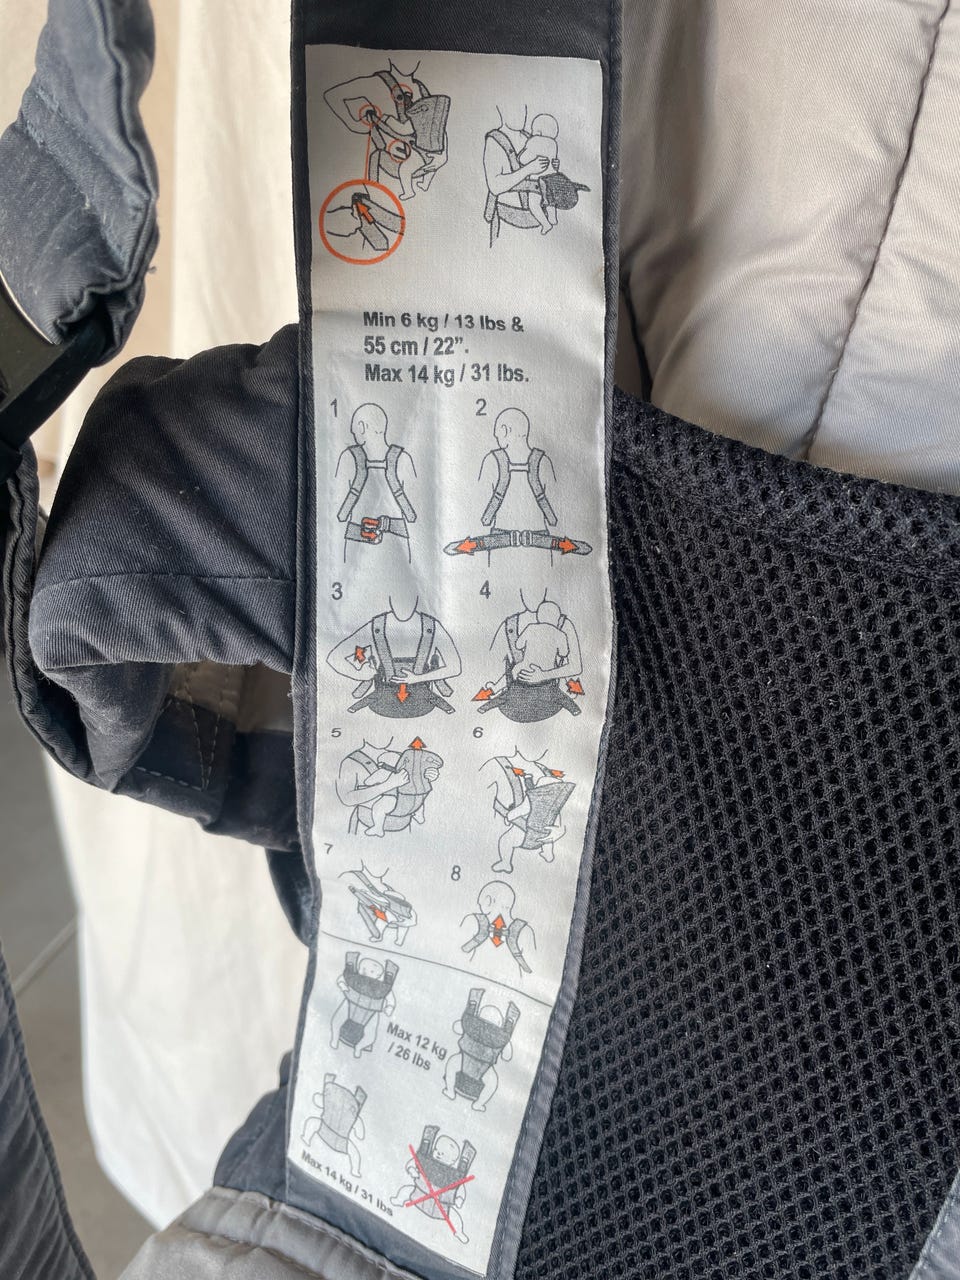 Min 6 kg / 13 lbs &
55 cm / 22”.
Max 14 kg / 31 lbs.
1
2
3
4
5
6
7
8
Max 12 kg
/ 26 lbs
Max 14 kg / 31 lbs